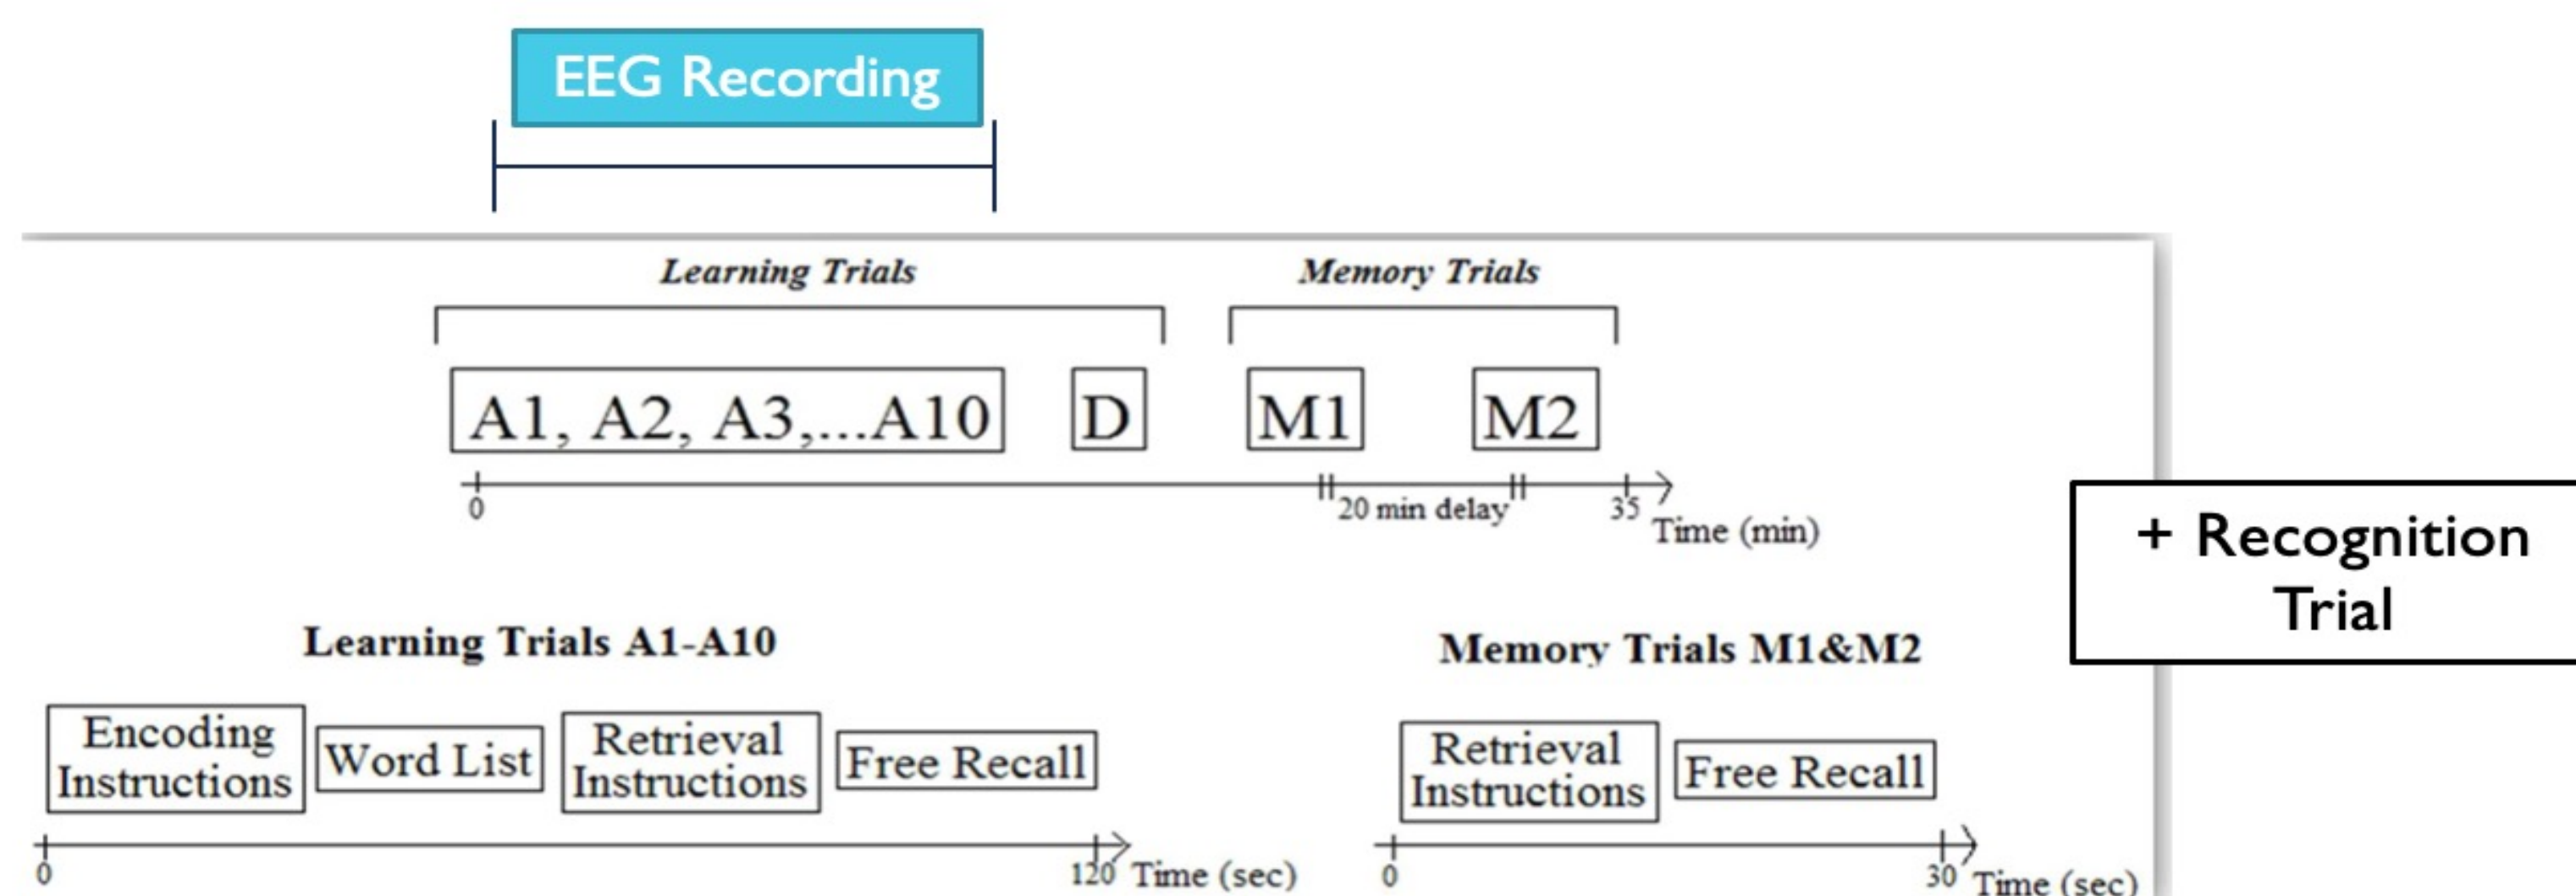 EEG Recording
Learning Trials
Memory Trials
A1, A2, A3,...A10
D
M1
M2
0
20 min delay
35
Time (min)
+ Recognition
Trial
Learning Trials A1-A10
Memory Trials M1&M2
Encoding
Instructions
Word List
Retrieval
Instructions
Free Recall
Retrieval
Instructions
Free Recall
0
120
Time (sec)
0
30
Time (sec)